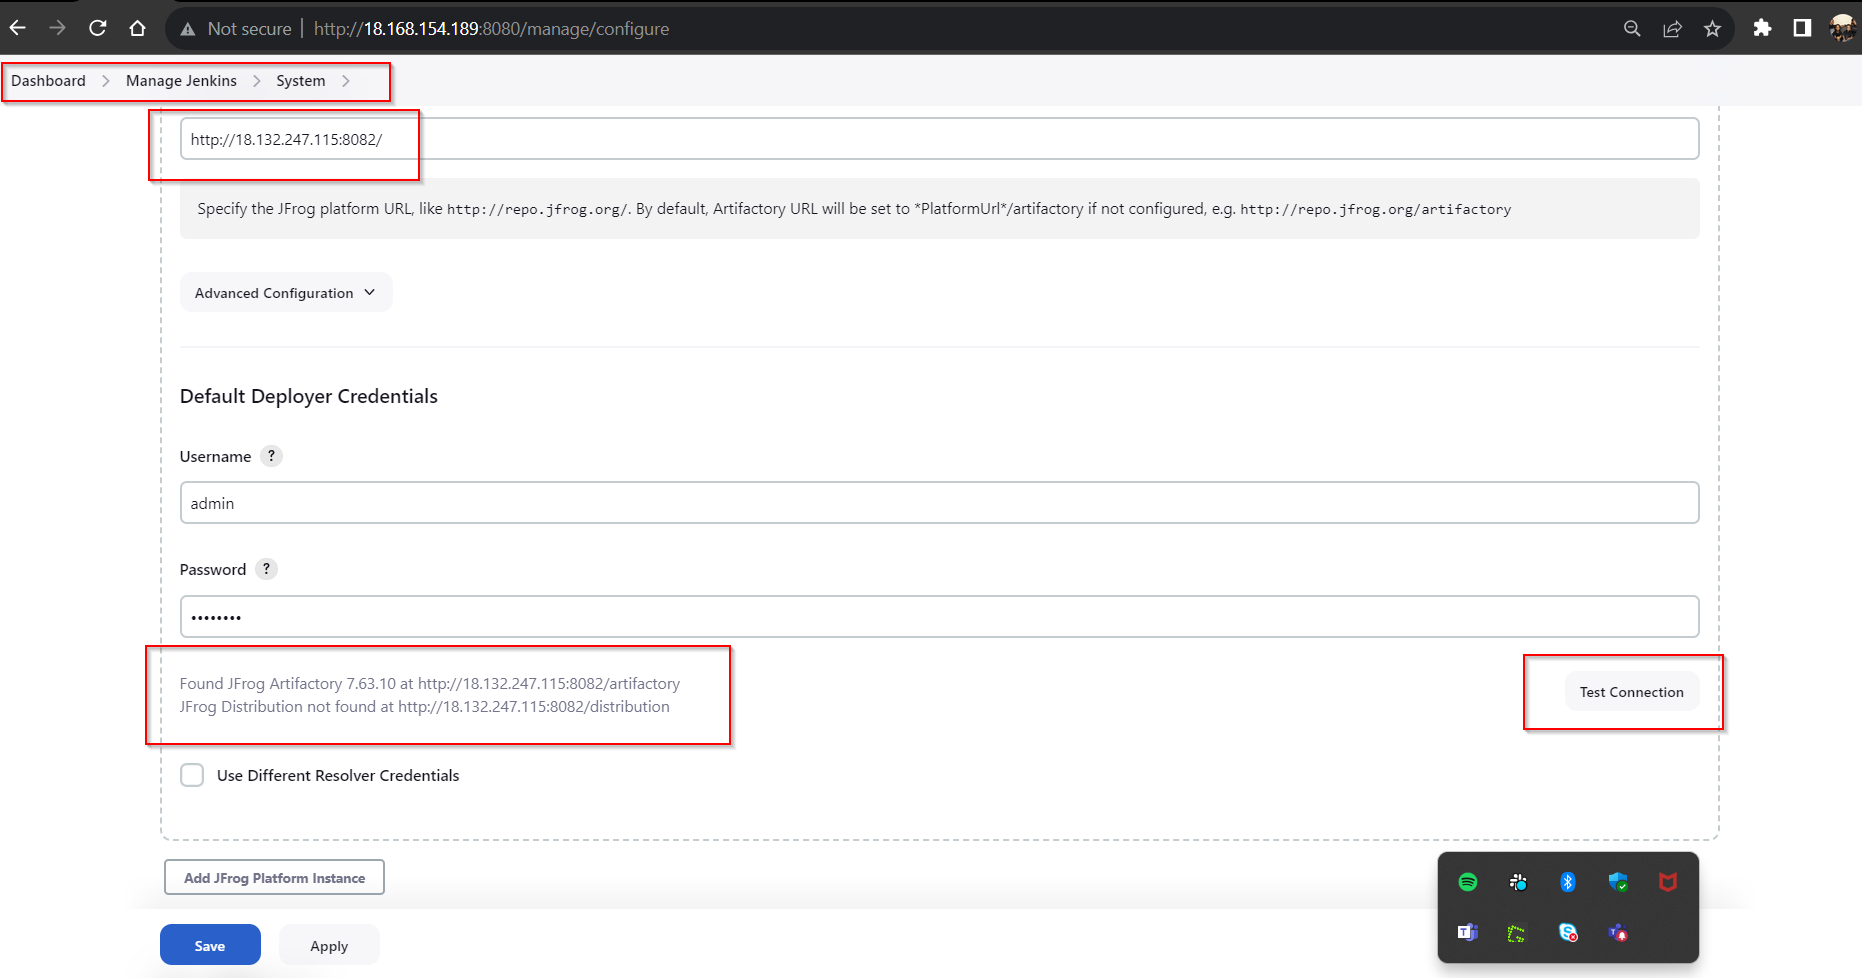 Not secure http://18.168.154.189:8080/manage/configure
Dashboard Manage Jenkins System
http://18.132.247.115:8082/
Specify the JFrog platform URL, like http://repo.jfrog.org/. By default, Artifactory URL will be set to *PlatformUrl*/artifactory if not configured, e.g. http://repo.jfrog.org/artifactory
Advanced Configuration
Default Deployer Credentials
Username ?
admin
Password ?
••••••••
Found JFrog Artifactory 7.63.10 at http://18.132.247.115:8082/artifactory
JFrog Distribution not found at http://18.132.247.115:8082/distribution
Test Connection
Use Different Resolver Credentials
Add JFrog Platform Instance
Save Apply